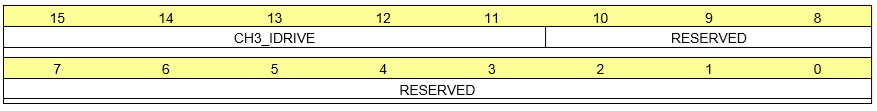 15 14 13 12 11 10 9 8
CH3_IDRIVE RESERVED
7 6 5 4 3 2 1 0
RESERVED